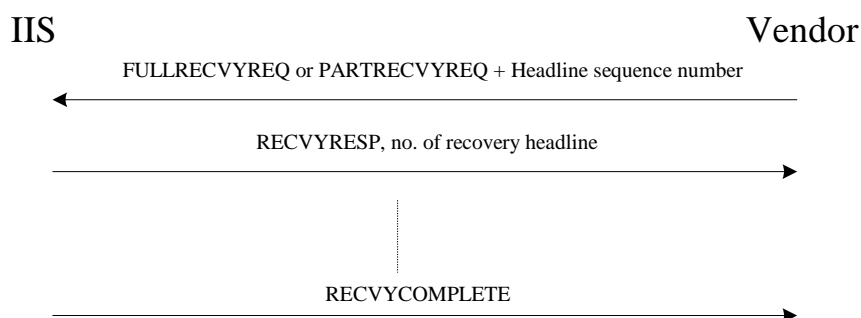 IIS
Vendor
FULLRECVYREQ or PARTRECVYREQ + Headline sequence number
RECVYRESP, no. of recovery headline
RECVYCOMPLETE